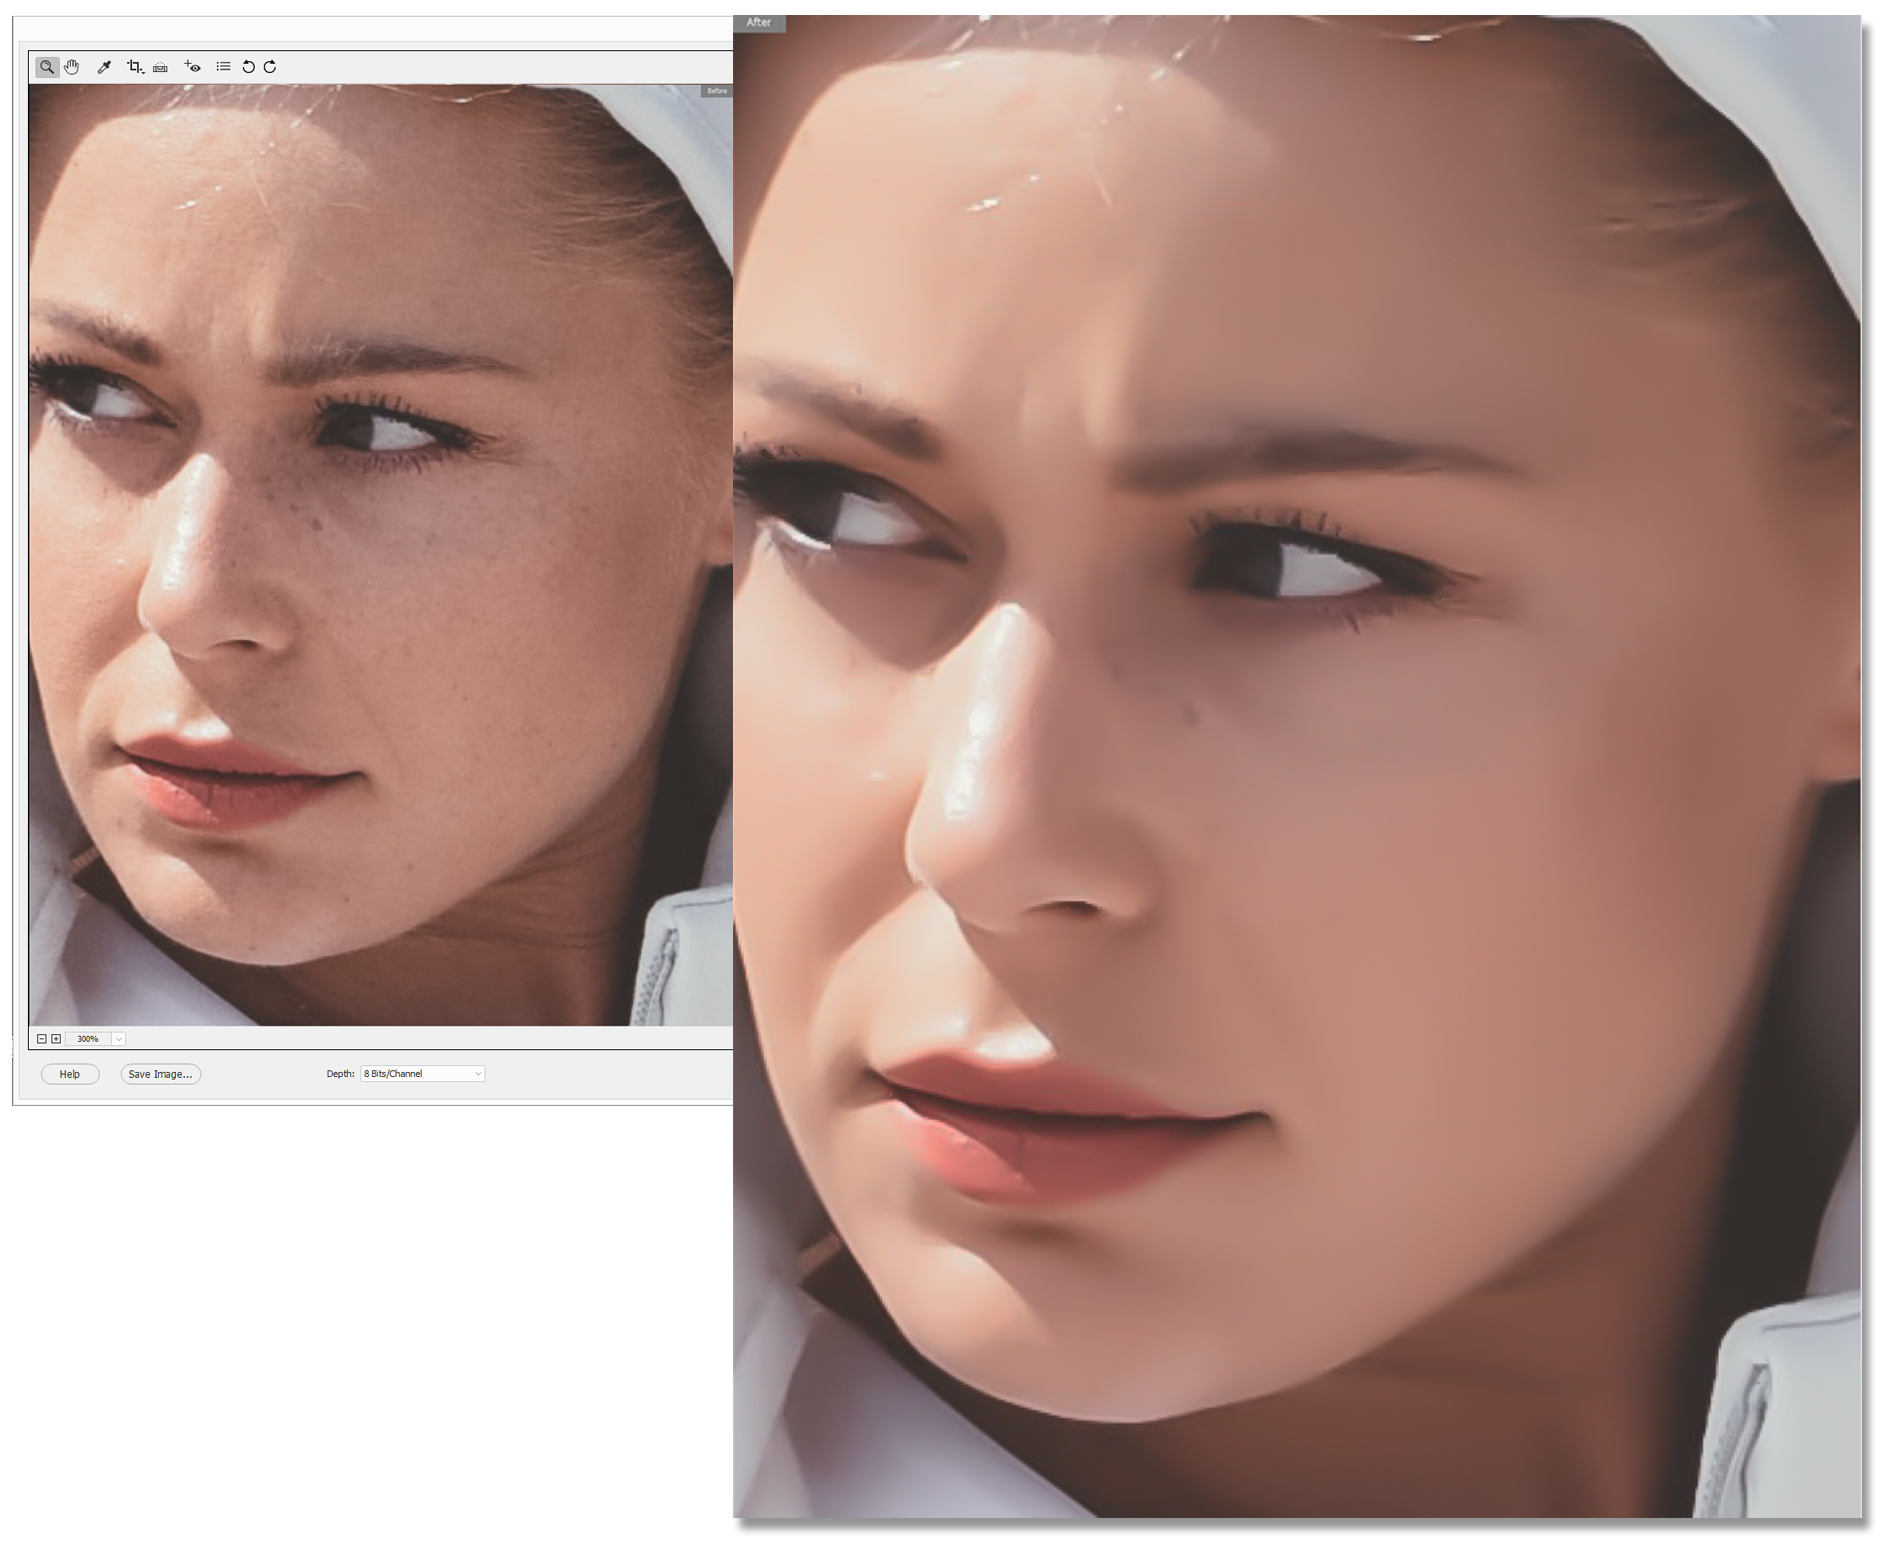 After
Before
300%
Help
Save Image...
Depth:
8 Bits/Channel